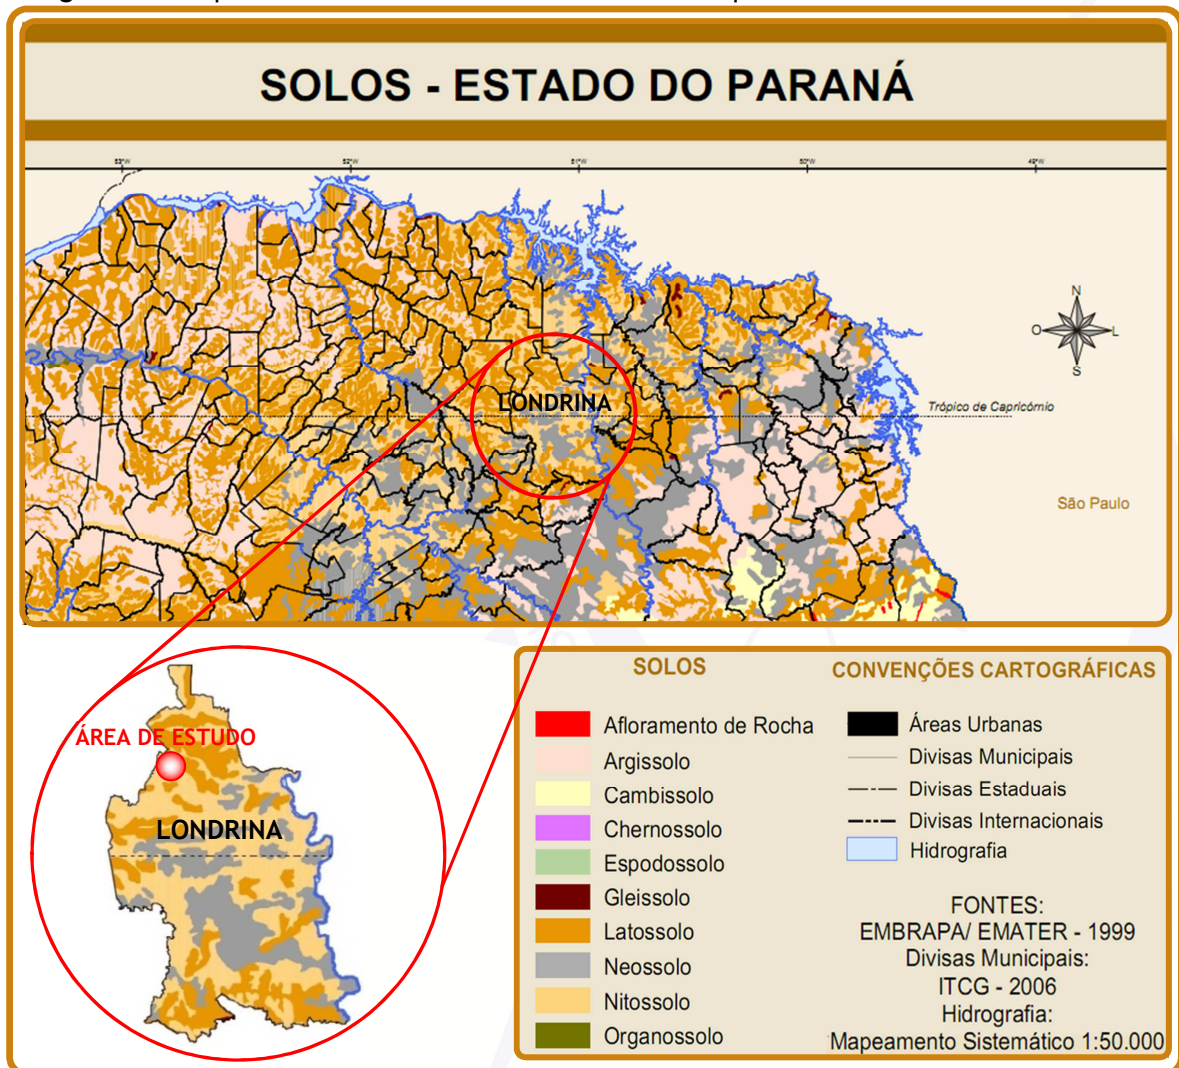 SOLOS - ESTADO DO PARANÁ
53°W
52°W
51°W
50°W
49°W
N
O
L
S
LONDRINA
Trópico de Capricórnio
São Paulo
ÁREA DE ESTUDO
LONDRINA
SOLOS
Afloramento de Rocha
Argissolo
Cambissolo
Chernossolo
Espodossolo
Gleissolo
Latossolo
Neossolo
Nitossolo
Organossolo
CONVENÇÕES CARTOGRÁFICAS
Áreas Urbanas
Divisas Municipais
Divisas Estaduais
Divisas Internacionais
Hidrografia
FONTES:
EMBRAPA/ EMATER - 1999
Divisas Municipais:
ITCG - 2006
Hidrografia:
Mapeamento Sistemático 1:50.000